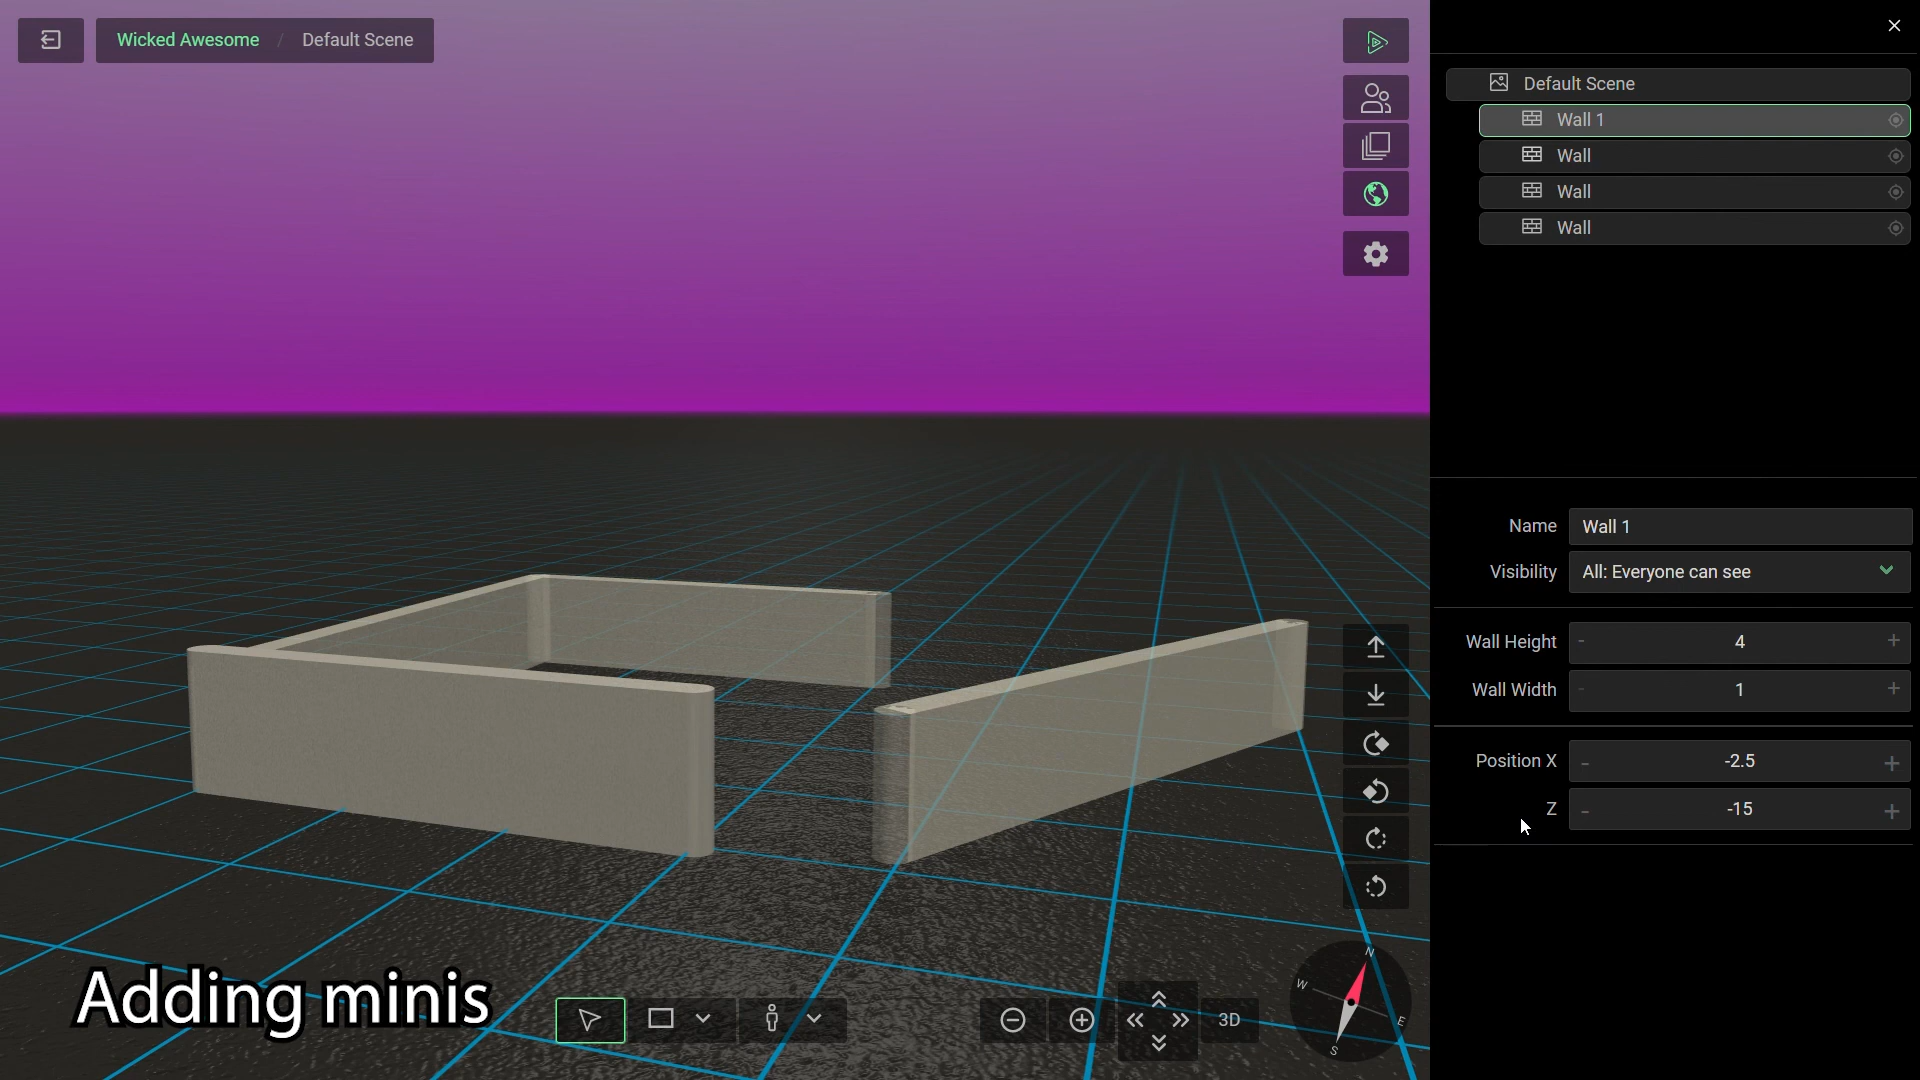 Wicked Awesome / Default Scene
Default Scene
Wall 1
Wall
Wall
Wall
Name Wall 1
Visibility All: Everyone can see
Wall Height - 4 +
Wall Width - 1 +
Position X - -2.5 +
Z - -15 +
Adding minis
3D
N
W
E
S